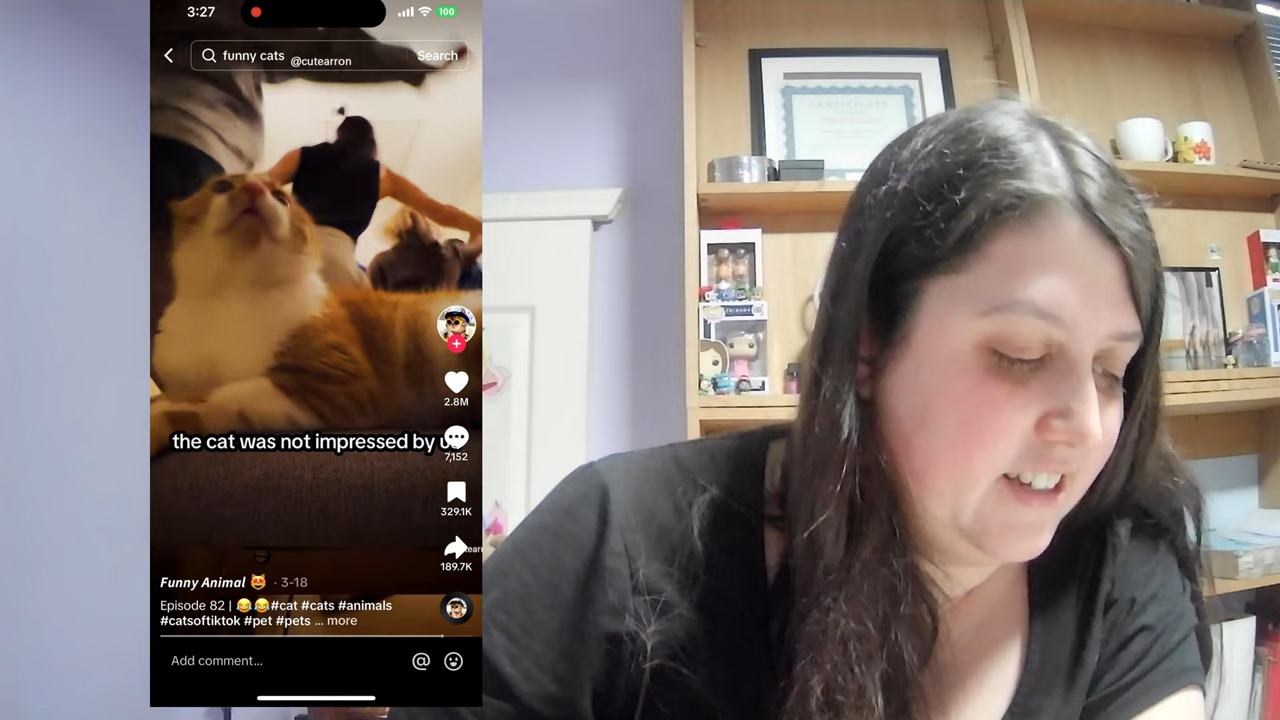 3:27
100
funny cats
@cutearron
Search
2.8M
the cat was not impressed by
7,152
329.1K
189.7K
Funny Animal 😻 · 3-18
Episode 82 | 😂😂#cat #cats #animals
#catsoftiktok #pet #pets ... more
Add comment...
@